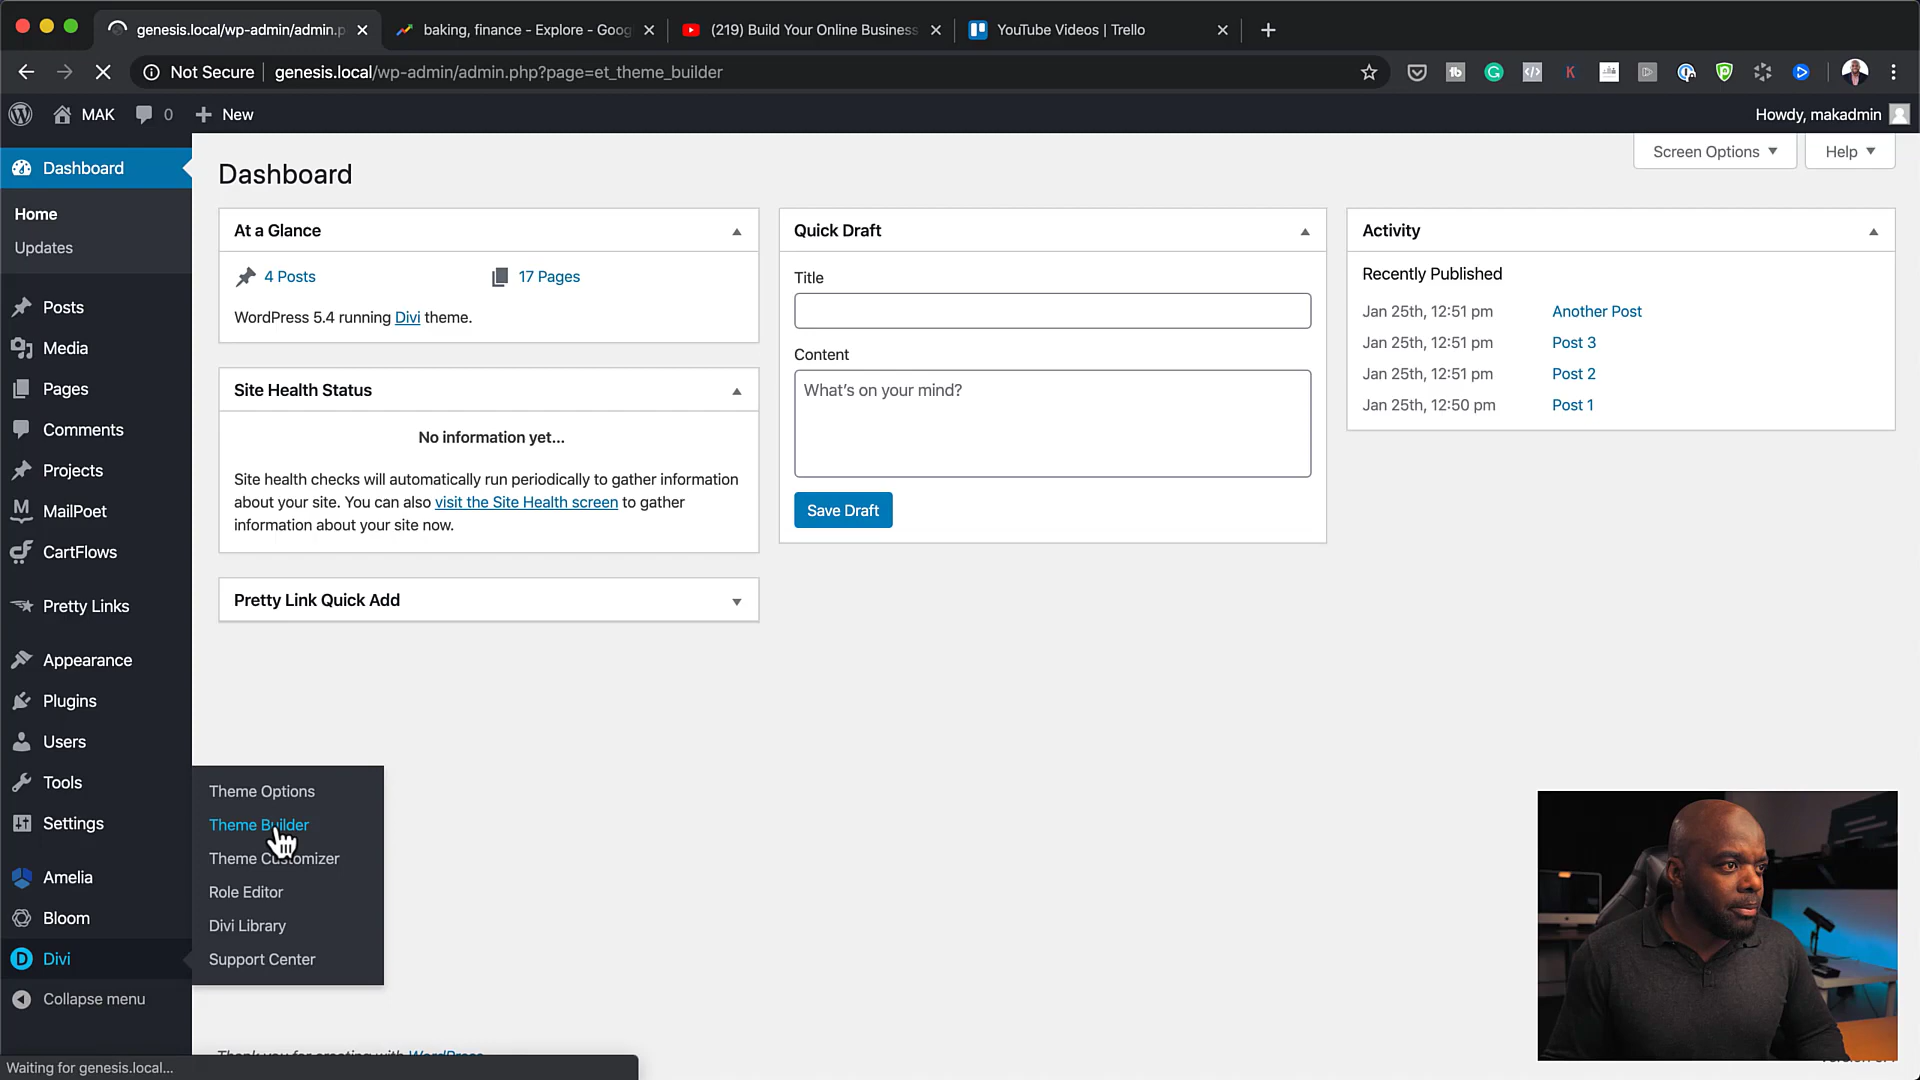 genesis.local/wp-admin/admin.p
baking, finance - Explore - Goog
(219) Build Your Online Business
YouTube Videos | Trello
Not Secure
genesis.local/wp-admin/admin.php?page=et_theme_builder
MAK
0
New
Howdy, makadmin
Screen Options
Help
Dashboard
Home
Updates
Posts
Media
Pages
Comments
Projects
MailPoet
CartFlows
Pretty Links
Appearance
Plugins
Users
Tools
Settings
Amelia
Bloom
Divi
Collapse menu
Theme Options
Theme Builder
Theme Customizer
Role Editor
Divi Library
Support Center
Dashboard
At a Glance
4 Posts
17 Pages
WordPress 5.4 running Divi theme.
Site Health Status
No information yet...
Site health checks will automatically run periodically to gather information
about your site. You can also visit the Site Health screen to gather
information about your site now.
Pretty Link Quick Add
Quick Draft
Title
Content
What's on your mind?
Save Draft
Activity
Recently Published
Jan 25th, 12:51 pm Another Post
Jan 25th, 12:51 pm Post 3
Jan 25th, 12:51 pm Post 2
Jan 25th, 12:50 pm Post 1
Thank you for creating with WordPress
Waiting for genesis.local...